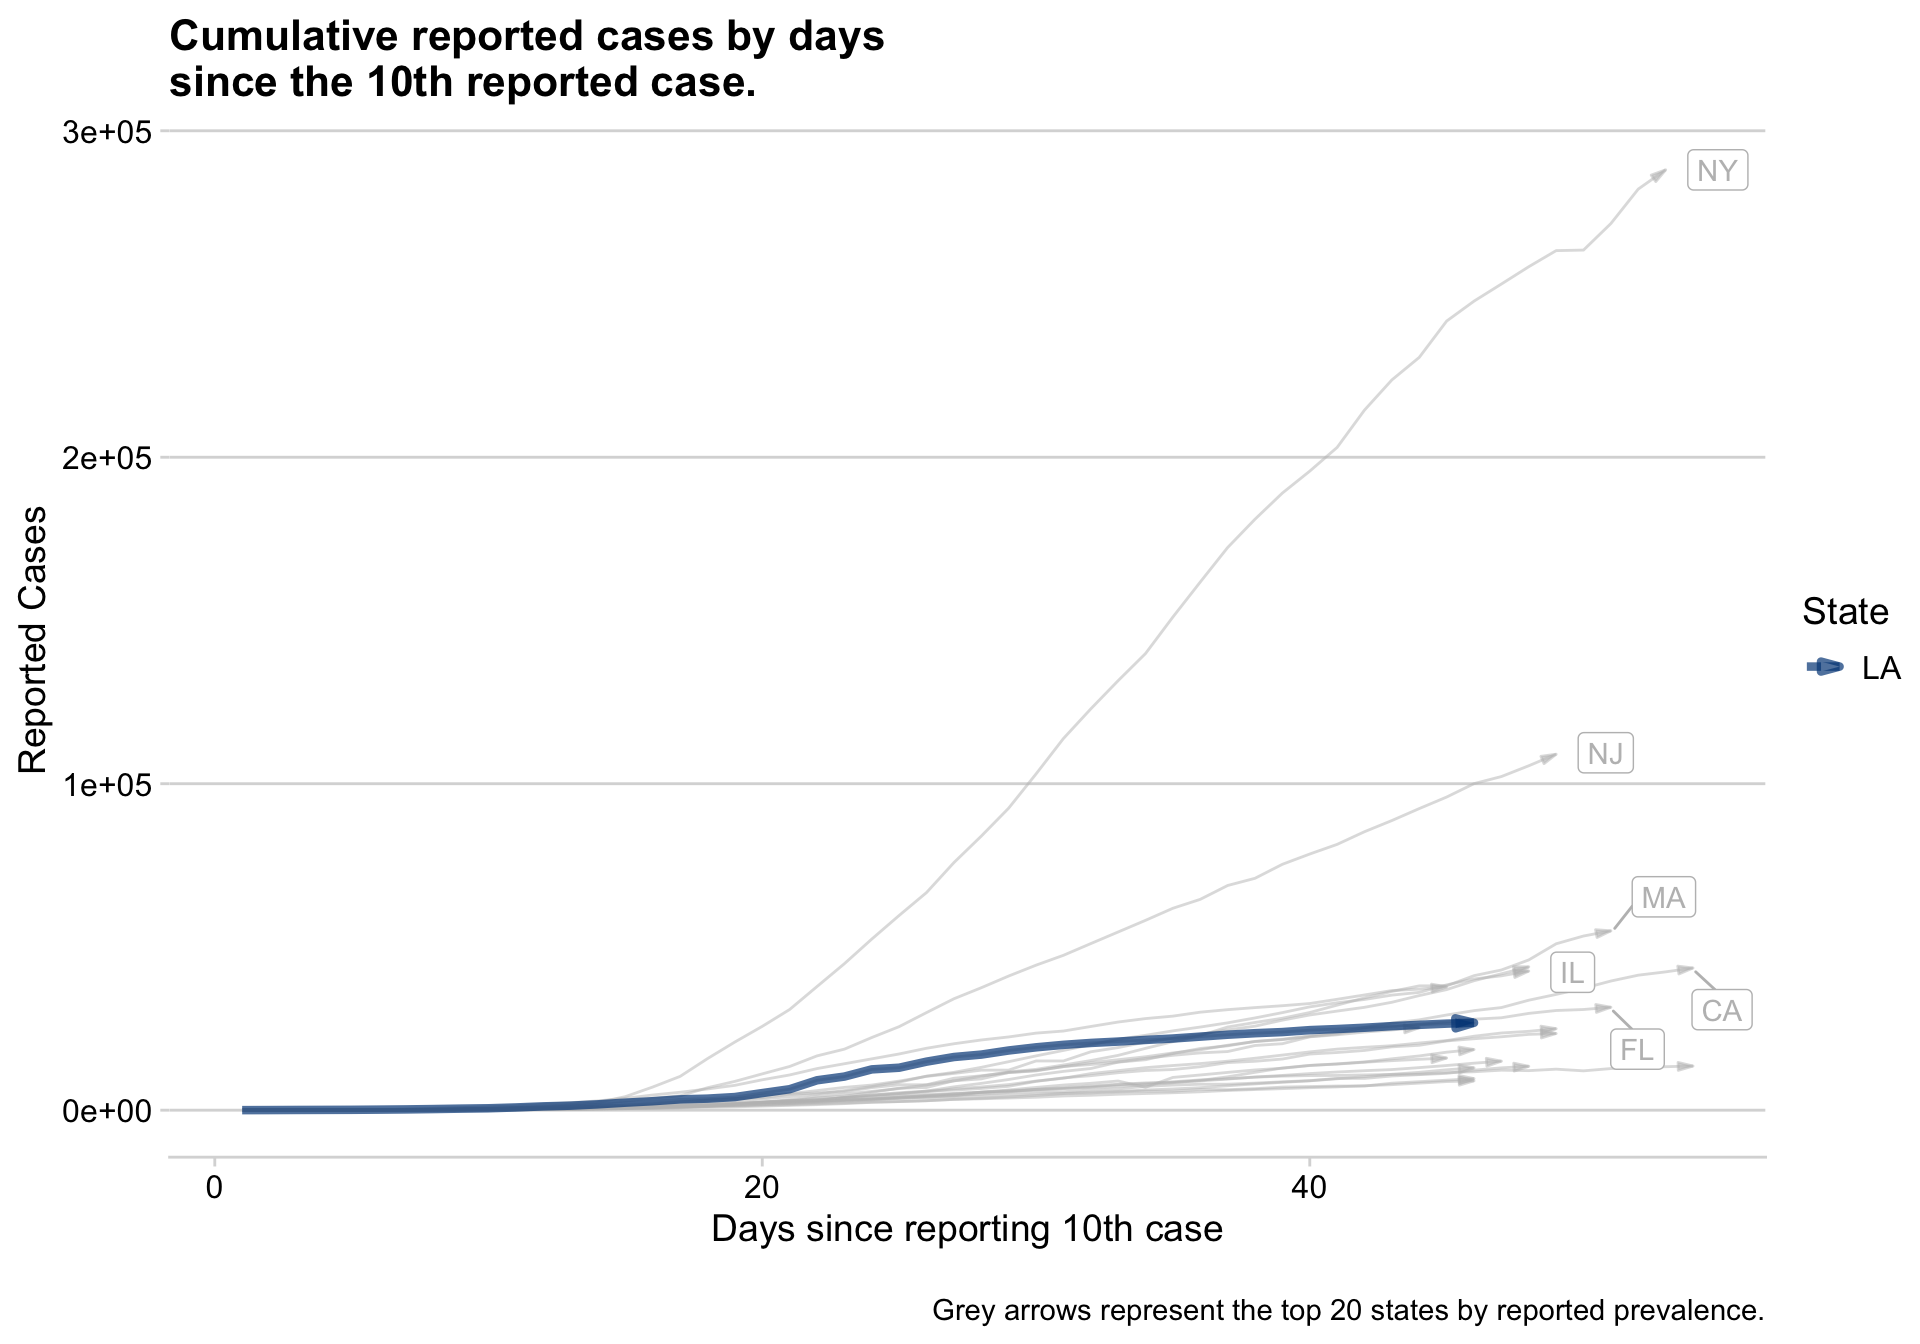 Cumulative reported cases by days
since the 10th reported case.
3e+05
NY
2e+05
Reported Cases
State
LA
NJ
1e+05
MA
IL
CA
FL
0e+00
0
20
40
Days since reporting 10th case
Grey arrows represent the top 20 states by reported prevalence.